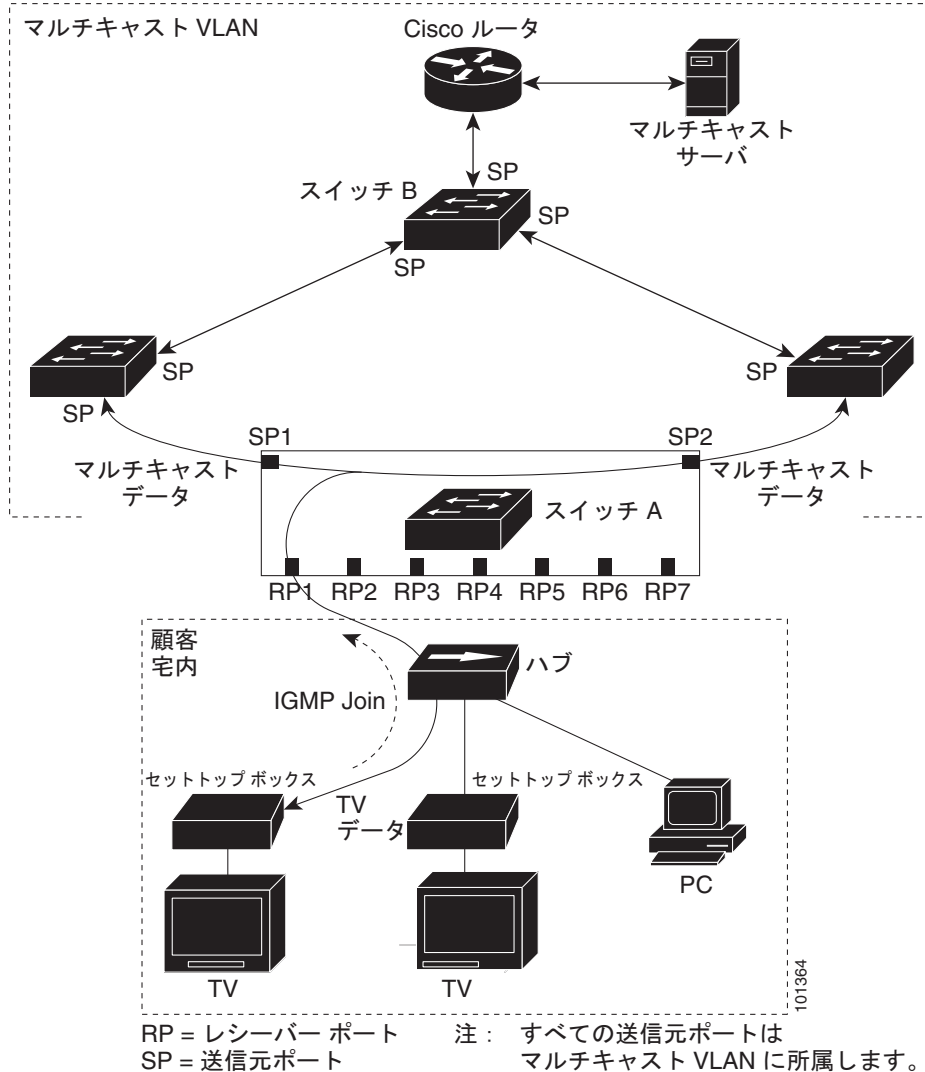 マルチキャスト VLAN
Cisco ルータ
マルチキャスト
サーバ
SP
スイッチ B
SP
SP
SP
SP
SP
SP1
SP2
マルチキャスト
データ
マルチキャスト
データ
スイッチ A
RP1 RP2 RP3 RP4 RP5 RP6 RP7
顧客
宅内
ハブ
IGMP Join
セットトップ ボックス
セットトップ ボックス
TV
データ
PC
TV
TV
101364
RP = レシーバー ポート
SP = 送信元ポート
注 : すべての送信元ポートは
マルチキャスト VLAN に所属します。